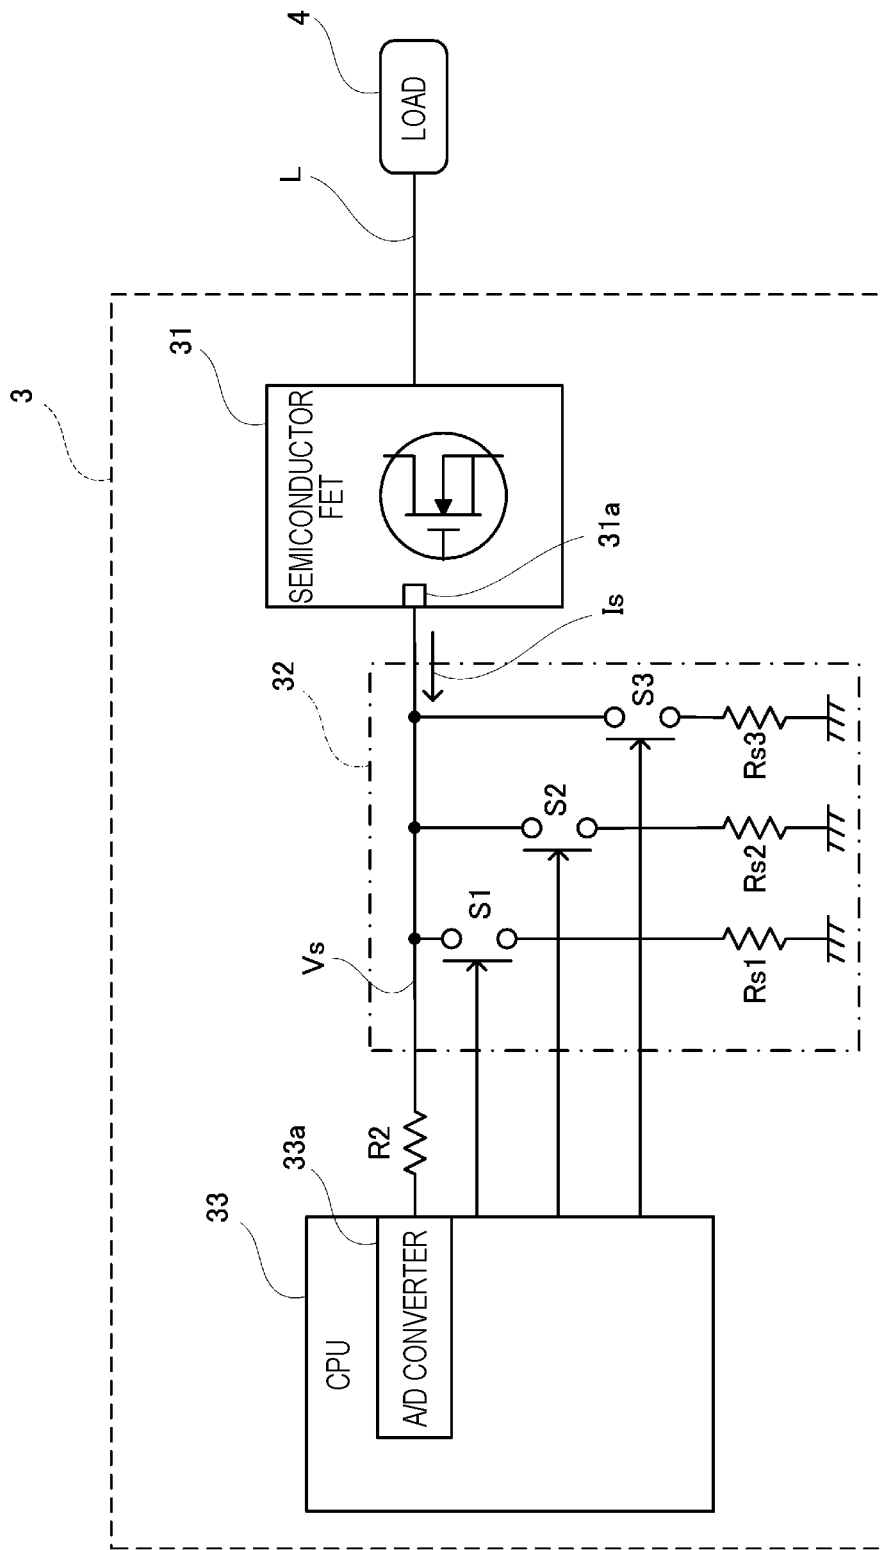 3
31
SEMICONDUCTOR
FET
31a
L
4
LOAD
32
Is
Vs
S1
S2
S3
Rs1
Rs2
Rs3
R2
33
33a
CPU
A/D CONVERTER